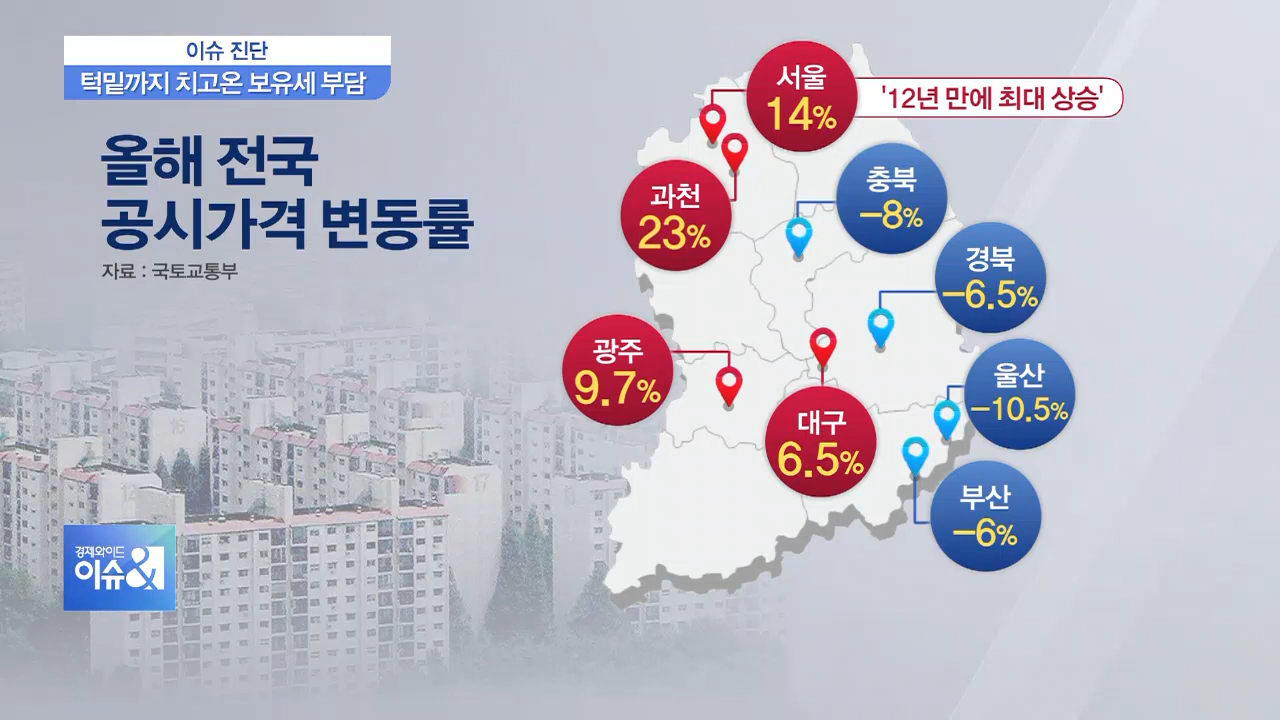 이슈 진단
턱밑까지 치고온 보유세 부담
올해 전국
공시가격 변동률
자료 : 국토교통부
서울
14%
'12년 만에 최대 상승'
과천
23%
충북
-8%
경북
-6.5%
광주
9.7%
대구
6.5%
울산
-10.5%
부산
-6%
경제와이드
이슈&
16
17
12